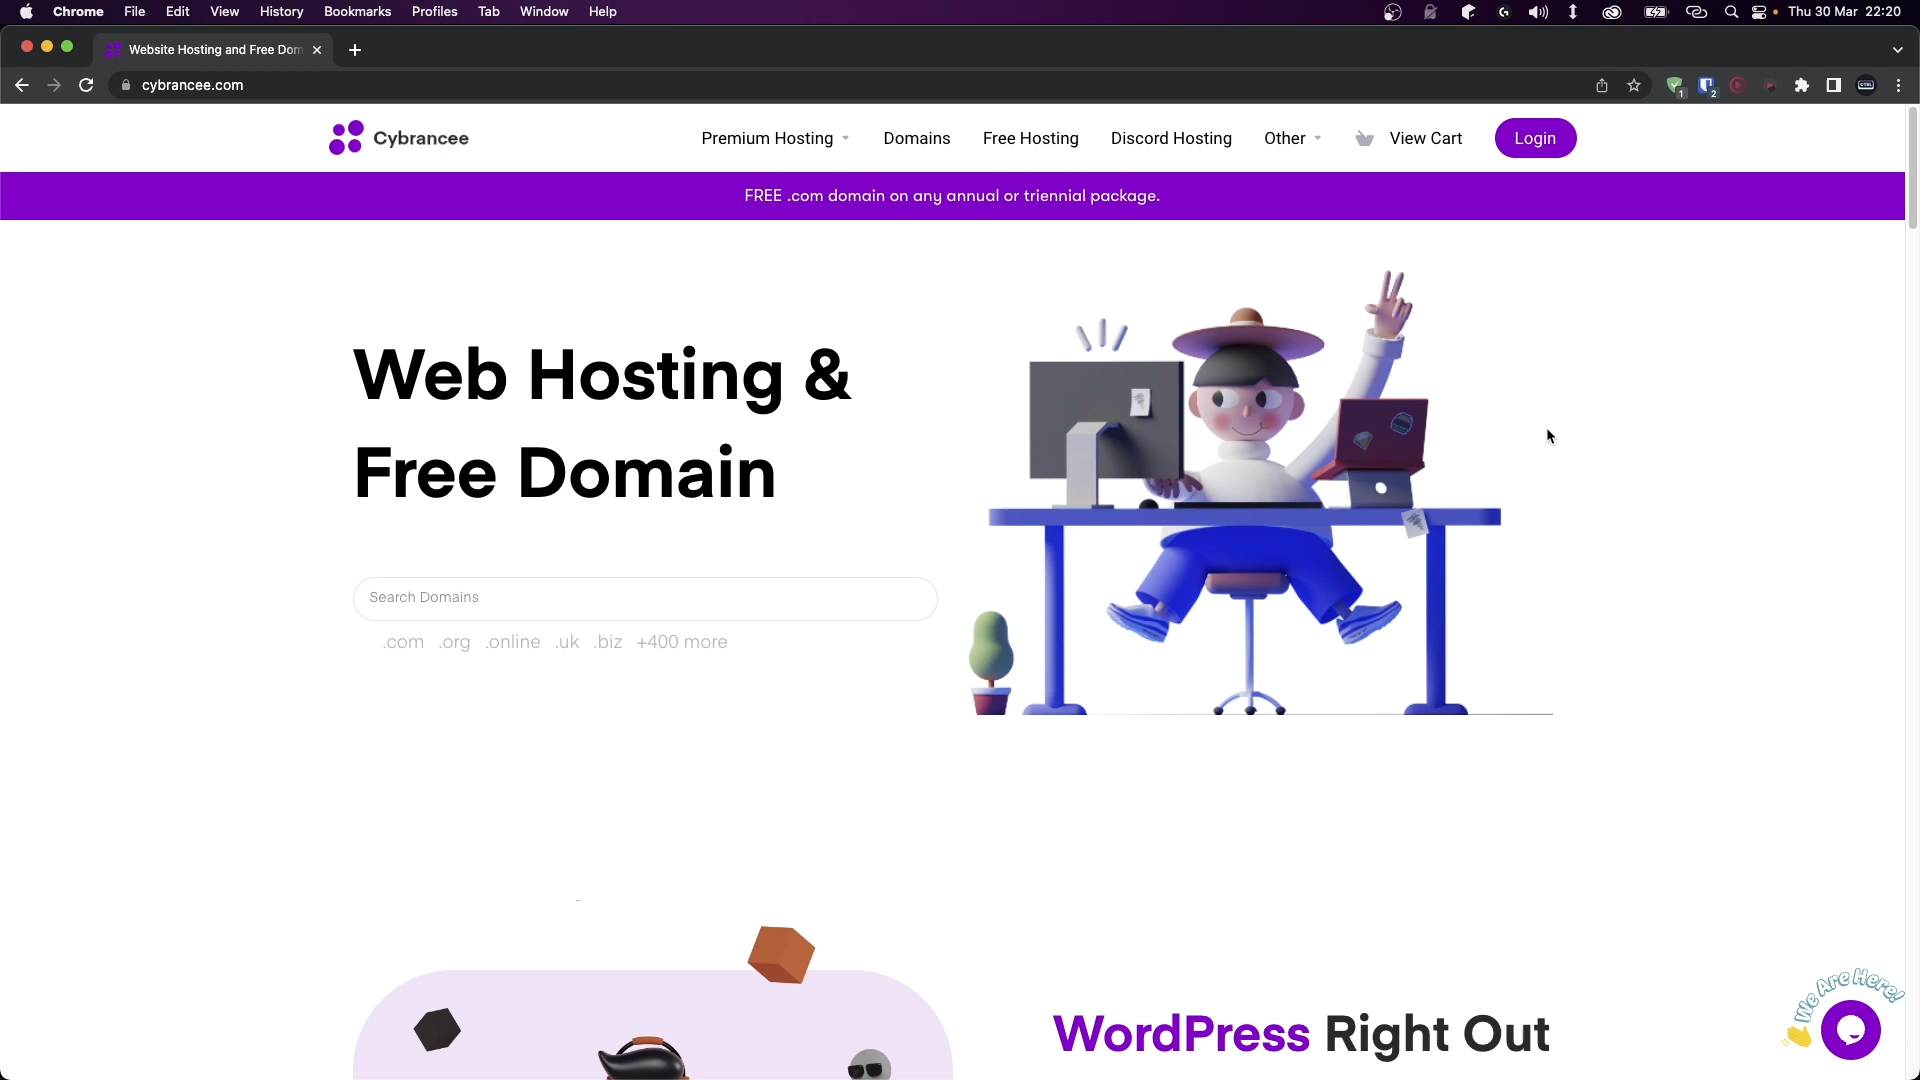 Chrome File Edit View History Bookmarks Profiles Tab Window Help
Thu 30 Mar 22:20
Website Hosting and Free Dom
cybrancee.com
1
2
Cybrancee
Premium Hosting
Domains
Free Hosting
Discord Hosting
Other
View Cart
Login
FREE .com domain on any annual or triennial package.
Web Hosting &
Free Domain
Search Domains
.com .org .online .uk .biz +400 more
WordPress Right Out
We Are Here!